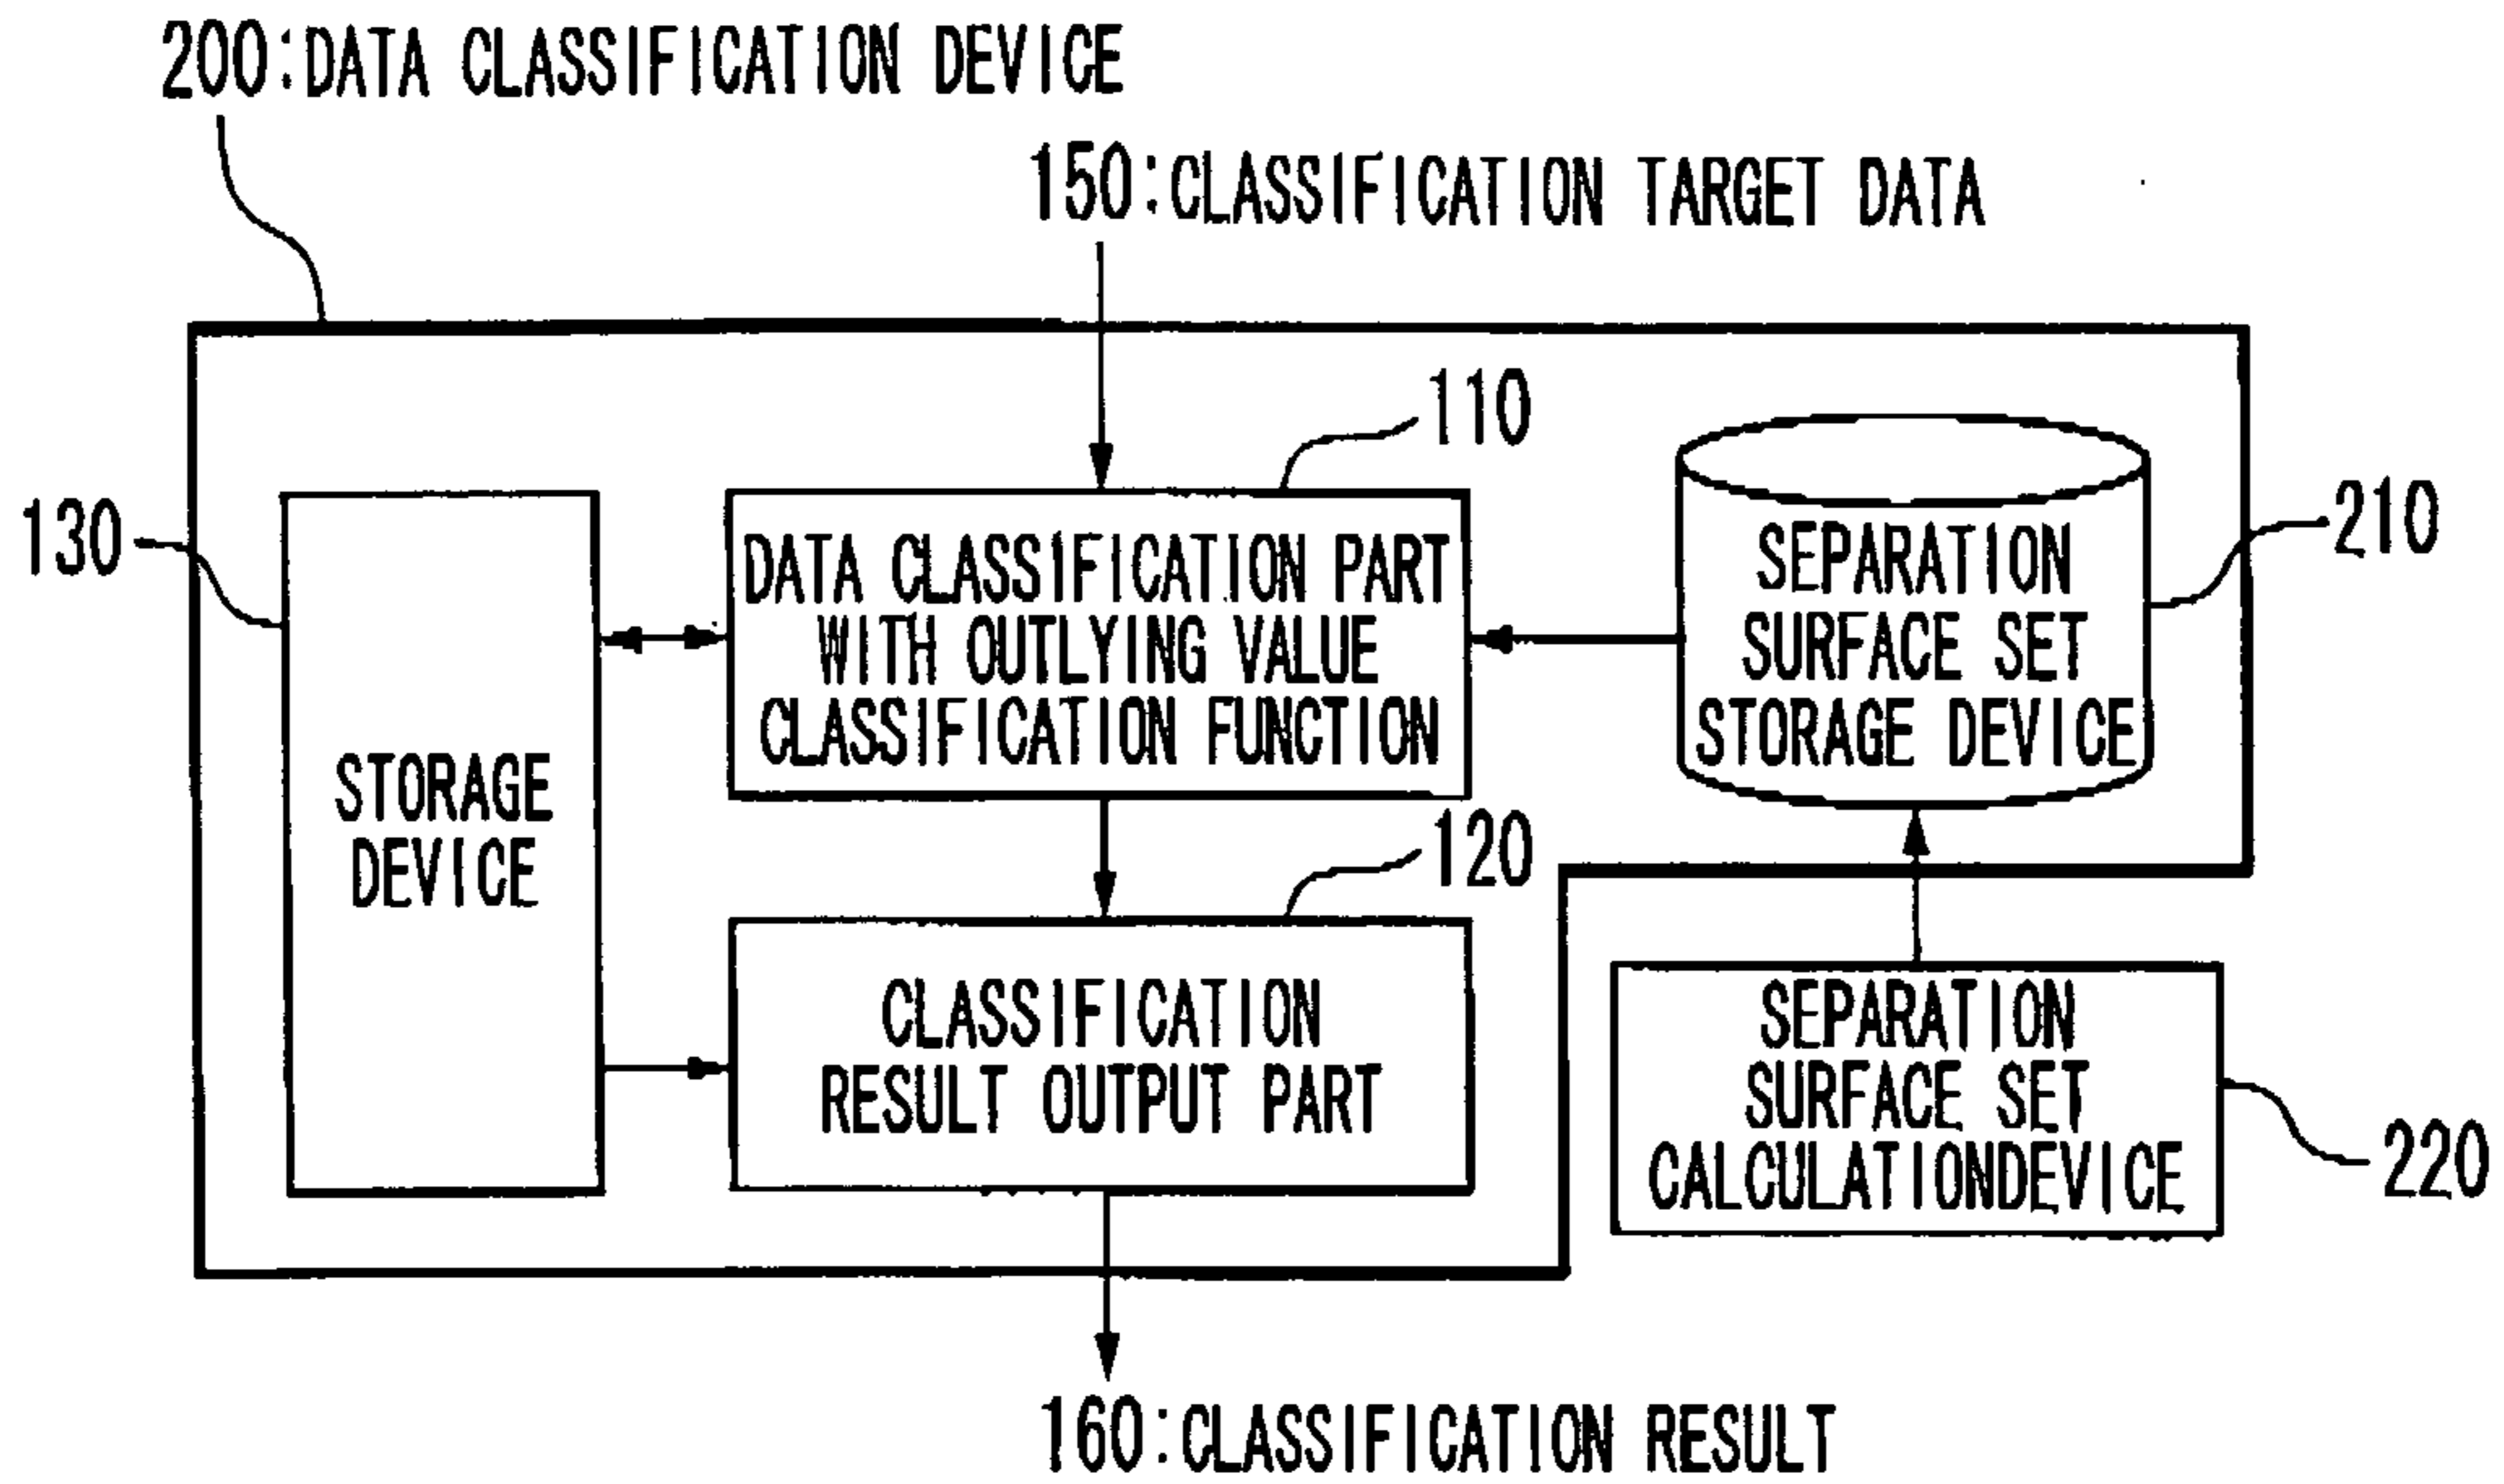 200:DATA CLASSIFICATION DEVICE
150:CLASSIFICATION TARGET DATA
110
130
210
DATA CLASSIFICATION PART
WITH OUTLYING VALUE
CLASSIFICATION FUNCTION
SEPARATION
SURFACE SET
STORAGE DEVICE
STORAGE
DEVICE
120
CLASSIFICATION
RESULT OUTPUT PART
SEPARATION
SURFACE SET
CALCULATIONDEVICE
220
160:CLASSIFICATION RESULT